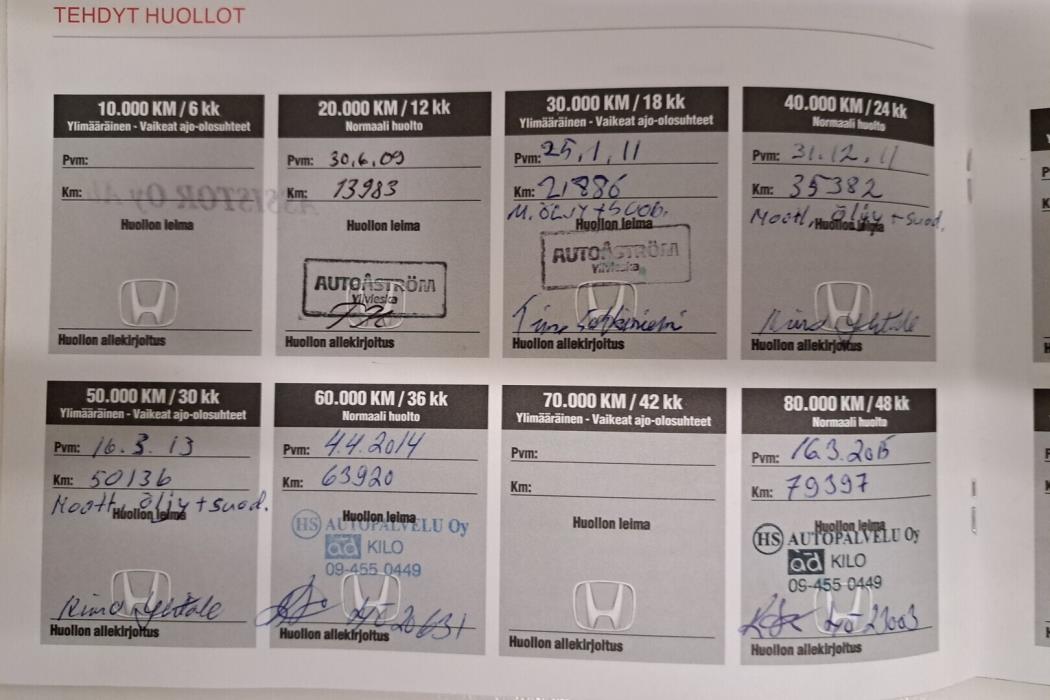 TEHDYT HUOLLOT
10.000 KM / 6 kk
Ylimääräinen - Vaikeat ajo-olosuhteet
Pvm:
Km:
Huollon leima
Huollon allekirjoitus
20.000 KM / 12 kk
Normaali huolto
Pvm: 30.6.09
Km: 13983
Huollon leima
AUTOÅSTRÖM
Ylivieska
Huollon allekirjoitus
30.000 KM / 18 kk
Ylimääräinen - Vaikeat ajo-olosuhteet
Pvm: 25.1.11
Km: 21886
M. ÖLJY + SUOD.
Huollon leima
AUTOÅSTRÖM
Ylivieska
Huollon allekirjoitus
40.000 KM / 24 kk
Normaali huolto
Pvm: 31.12.11
Km: 35382
Moott. öljy + suod.
Huollon leima
Huollon allekirjoitus
50.000 KM / 30 kk
Ylimääräinen - Vaikeat ajo-olosuhteet
Pvm: 16.3.13
Km: 50136
Moott. öljy + suod.
Huollon leima
Huollon allekirjoitus
60.000 KM / 36 kk
Normaali huolto
Pvm: 4.4.2014
Km: 63920
Huollon leima
HS AUTOPALVELU Oy
ad KILO
09-455 0449
Huollon allekirjoitus
70.000 KM / 42 kk
Ylimääräinen - Vaikeat ajo-olosuhteet
Pvm:
Km:
Huollon leima
Huollon allekirjoitus
80.000 KM / 48 kk
Normaali huolto
Pvm: 16.3.2015
Km: 79397
Huollon leima
HS AUTOPALVELU Oy
ad KILO
09-455 0449
Huollon allekirjoitus